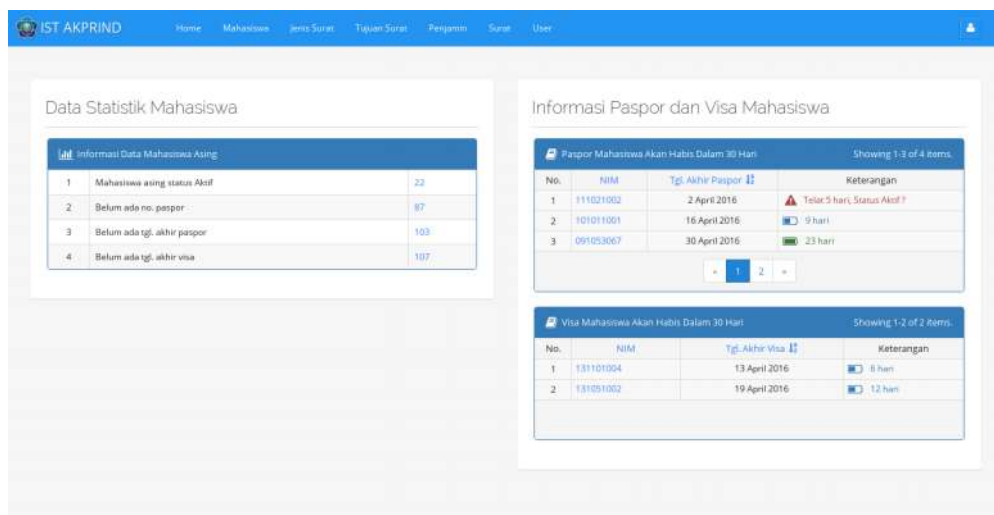 IST AKPRIND Home Mahasiswa Jenis Surat Tujuan Surat Penjamin Surat User
Data Statistik Mahasiswa
Informasi Data Mahasiswa Asing
1 Mahasiswa asing status Aktif 22
2 Belum ada no. paspor 87
3 Belum ada tgl. akhir paspor 103
4 Belum ada tgl. akhir visa 107
Informasi Paspor dan Visa Mahasiswa
Paspor Mahasiswa Akan Habis Dalam 30 Hari Showing 1-3 of 4 items.
No. NIM Tgl. Akhir Paspor Keterangan
1 111021002 2 April 2016 Telat 5 hari, Status Aktif ?
2 101011001 16 April 2016 9 hari
3 091053067 30 April 2016 23 hari
« 1 2 »
Visa Mahasiswa Akan Habis Dalam 30 Hari Showing 1-2 of 2 items.
No. NIM Tgl. Akhir Visa Keterangan
1 131101004 13 April 2016 6 hari
2 131051002 19 April 2016 12 hari